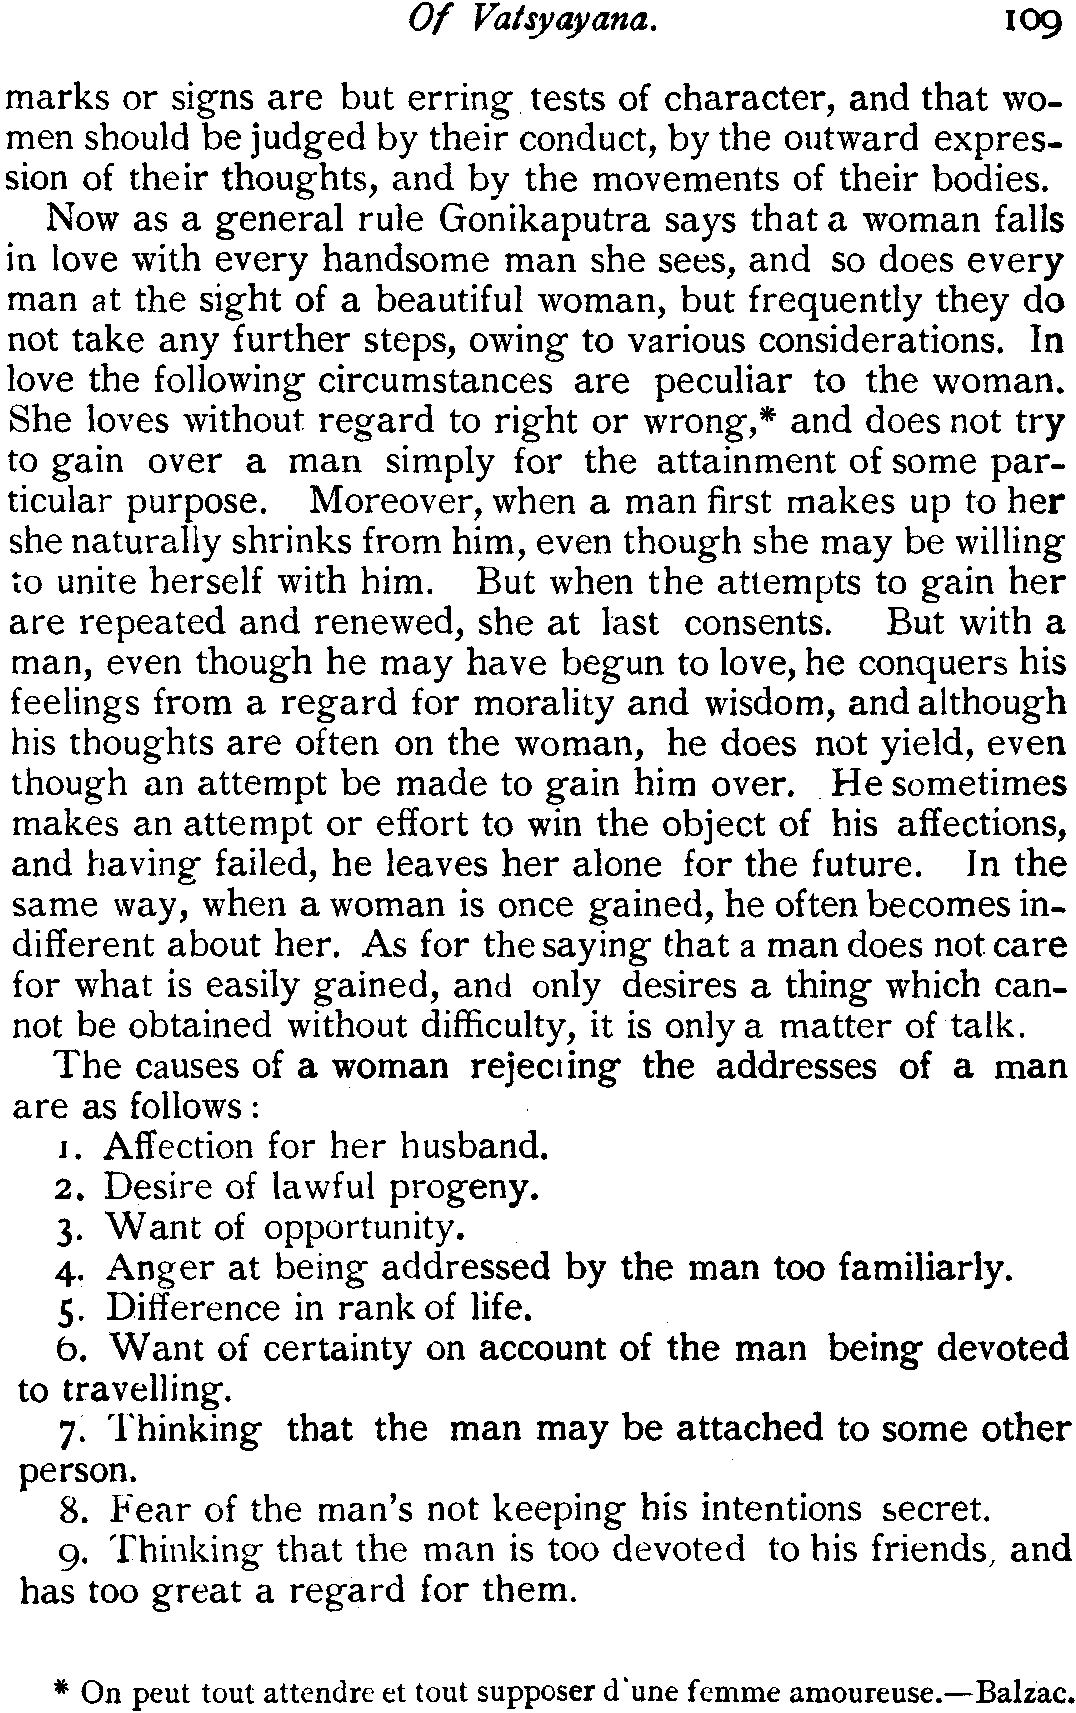 Of Vatsyayana. 109
marks or signs are but erring tests of character, and that wo-
men should be judged by their conduct, by the outward expres-
sion of their thoughts, and by the movements of their bodies.
Now as a general rule Gonikaputra says that a woman falls
in love with every handsome man she sees, and so does every
man at the sight of a beautiful woman, but frequently they do
not take any further steps, owing to various considerations. In
love the following circumstances are peculiar to the woman.
She loves without regard to right or wrong,* and does not try
to gain over a man simply for the attainment of some par-
ticular purpose. Moreover, when a man first makes up to her
she naturally shrinks from him, even though she may be willing
to unite herself with him. But when the attempts to gain her
are repeated and renewed, she at last consents. But with a
man, even though he may have begun to love, he conquers his
feelings from a regard for morality and wisdom, and although
his thoughts are often on the woman, he does not yield, even
though an attempt be made to gain him over. He sometimes
makes an attempt or effort to win the object of his affections,
and having failed, he leaves her alone for the future. In the
same way, when a woman is once gained, he often becomes in-
different about her. As for the saying that a man does not care
for what is easily gained, and only desires a thing which can-
not be obtained without difficulty, it is only a matter of talk.
The causes of a woman rejecting the addresses of a man
are as follows :
1. Affection for her husband.
2. Desire of lawful progeny.
3. Want of opportunity.
4. Anger at being addressed by the man too familiarly.
5. Difference in rank of life.
6. Want of certainty on account of the man being devoted
to travelling.
7. Thinking that the man may be attached to some other
person.
8. Fear of the man's not keeping his intentions secret.
9. Thinking that the man is too devoted to his friends, and
has too great a regard for them.
* On peut tout attendre et tout supposer d'une femme amoureuse.—Balzac.